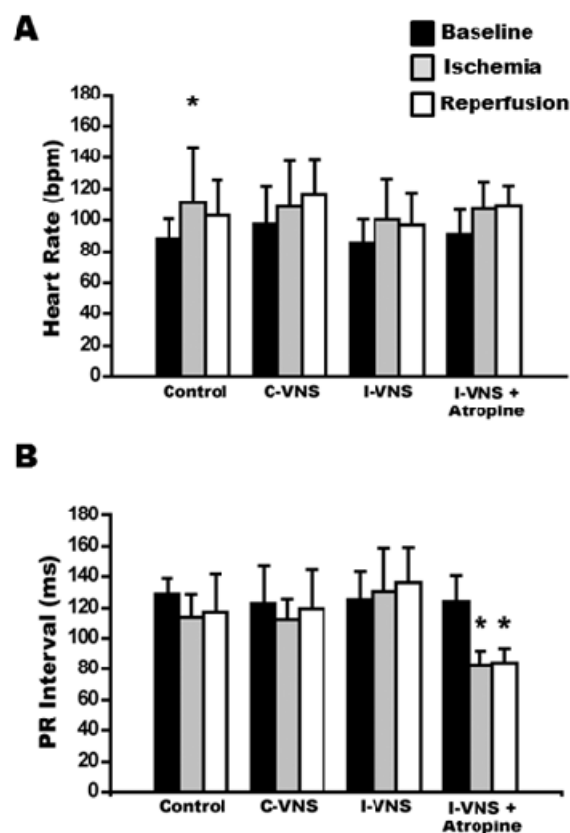 A
Baseline
Ischemia
Reperfusion
*
Heart Rate (bpm)
180
160
140
120
100
80
60
40
20
0
Control
C-VNS
I-VNS
I-VNS +
Atropine
B
PR Interval (ms)
180
160
140
120
100
80
60
40
20
0
* *
Control
C-VNS
I-VNS
I-VNS +
Atropine